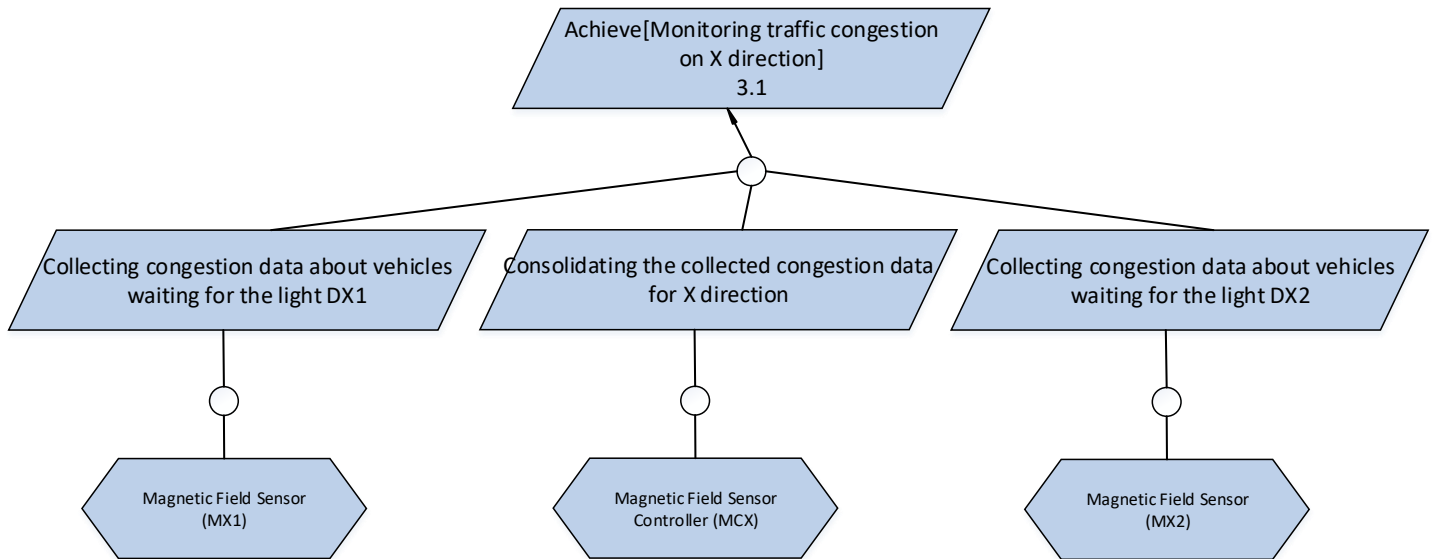 Achieve[Monitoring traffic congestion
on X direction]
3.1
Collecting congestion data about vehicles
waiting for the light DX1
Consolidating the collected congestion data
for X direction
Collecting congestion data about vehicles
waiting for the light DX2
Magnetic Field Sensor
(MX1)
Magnetic Field Sensor
Controller (MCX)
Magnetic Field Sensor
(MX2)